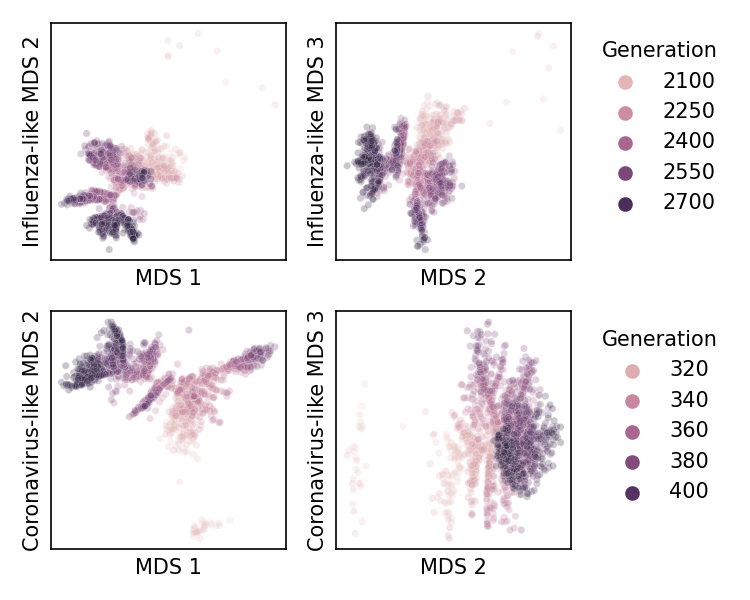 Influenza-like MDS 2
MDS 1
Influenza-like MDS 3
MDS 2
Generation
2100
2250
2400
2550
2700
Coronavirus-like MDS 2
MDS 1
Coronavirus-like MDS 3
MDS 2
Generation
320
340
360
380
400